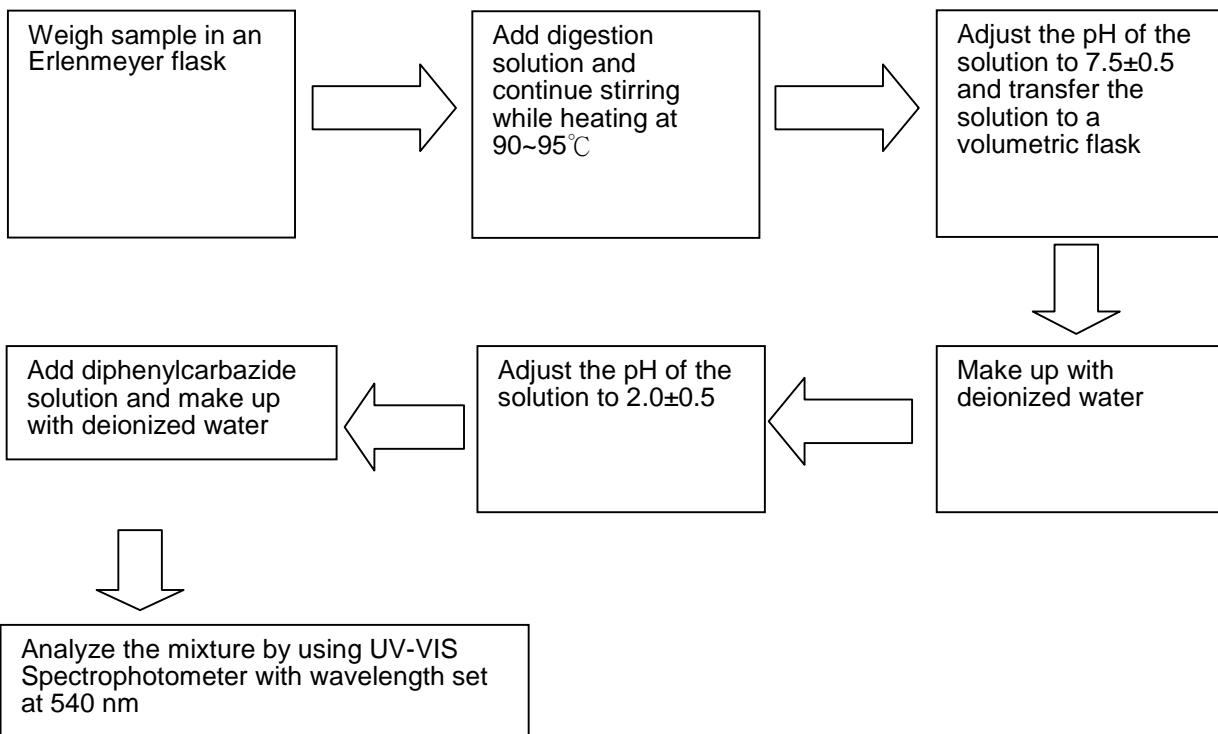 Weigh sample in an
Erlenmeyer flask
Add digestion
solution and
continue stirring
while heating at
90~95℃
Adjust the pH of the
solution to 7.5±0.5
and transfer the
solution to a
volumetric flask
Make up with
deionized water
Adjust the pH of the
solution to 2.0±0.5
Add diphenylcarbazide
solution and make up
with deionized water
Analyze the mixture by using UV-VIS
Spectrophotometer with wavelength set
at 540 nm